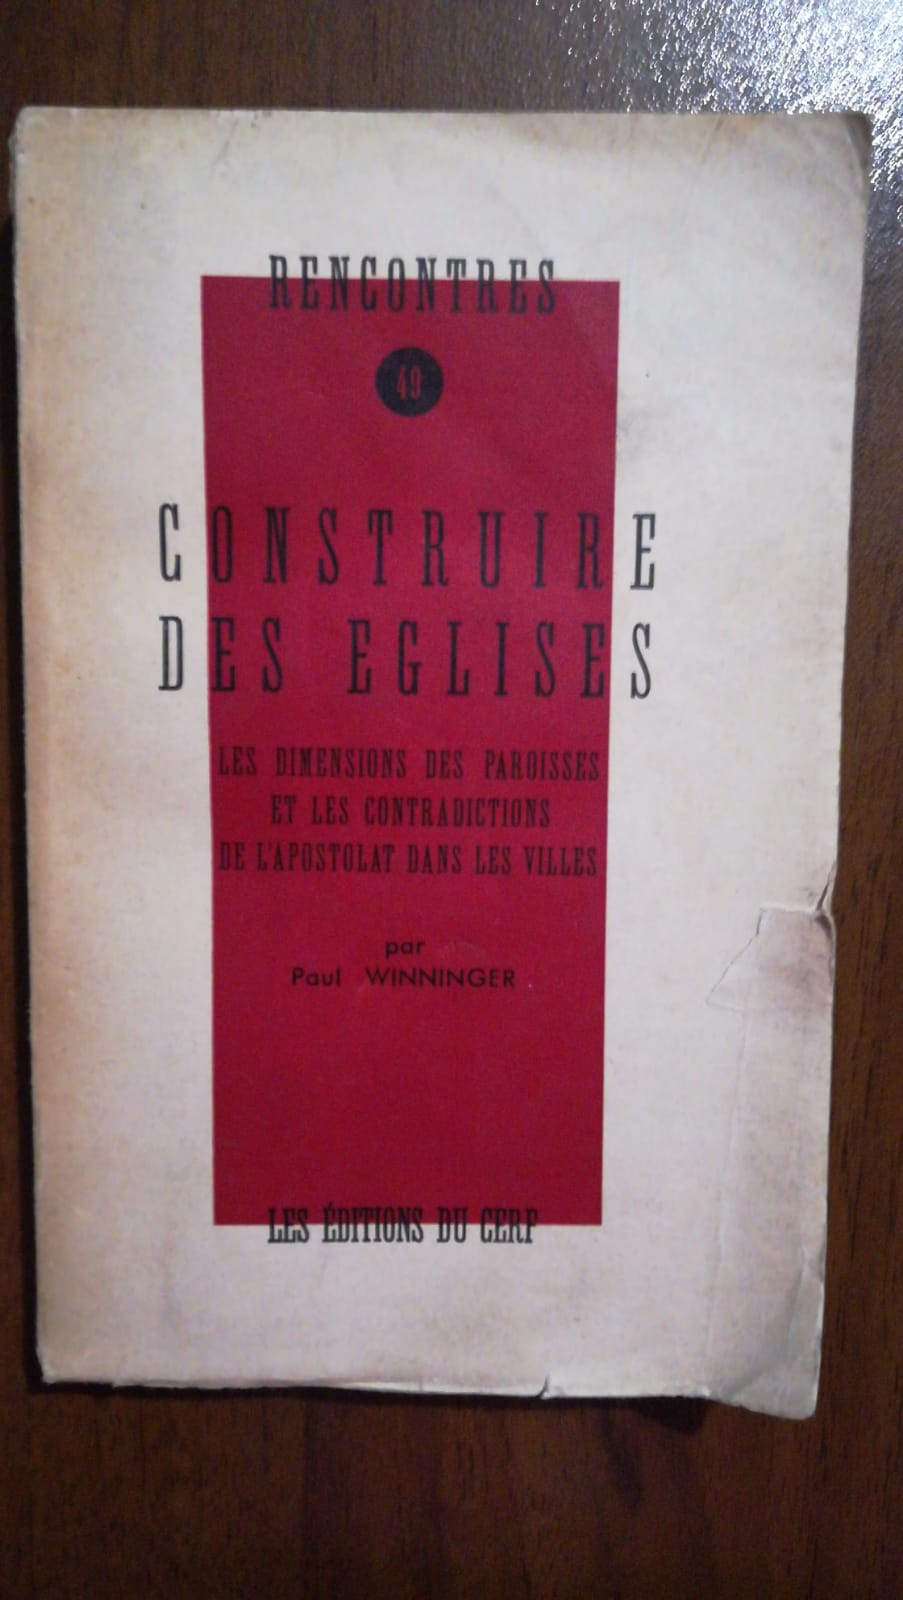 RENCONTRES
49
CONSTRUIRE
DES EGLISES
LES DIMENSIONS DES PAROISSES
ET LES CONTRADICTIONS
DE L'APOSTOLAT DANS LES VILLES
par
Paul WINNINGER
LES ÉDITIONS DU CERF